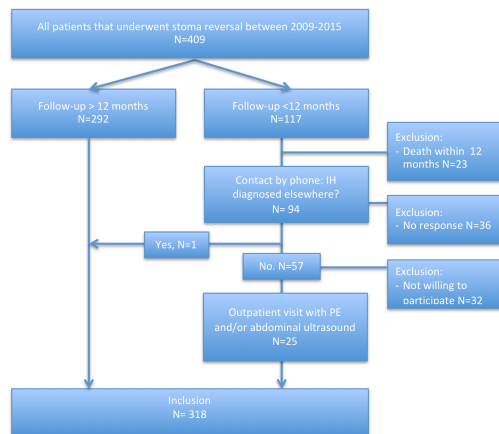 All patients that underwent stoma reversal between 2009-2015
N=409
Follow-up > 12 months
N=292
Follow-up <12 months
N=117
Exclusion:
- Death within 12
months N=23
Contact by phone: IH
diagnosed elsewhere?
N= 94
Exclusion:
- No response N=36
Yes, N=1
No. N=57
Exclusion:
- Not willing to
participate N=32
Outpatient visit with PE
and/or abdominal ultrasound
N=25
Inclusion
N= 318